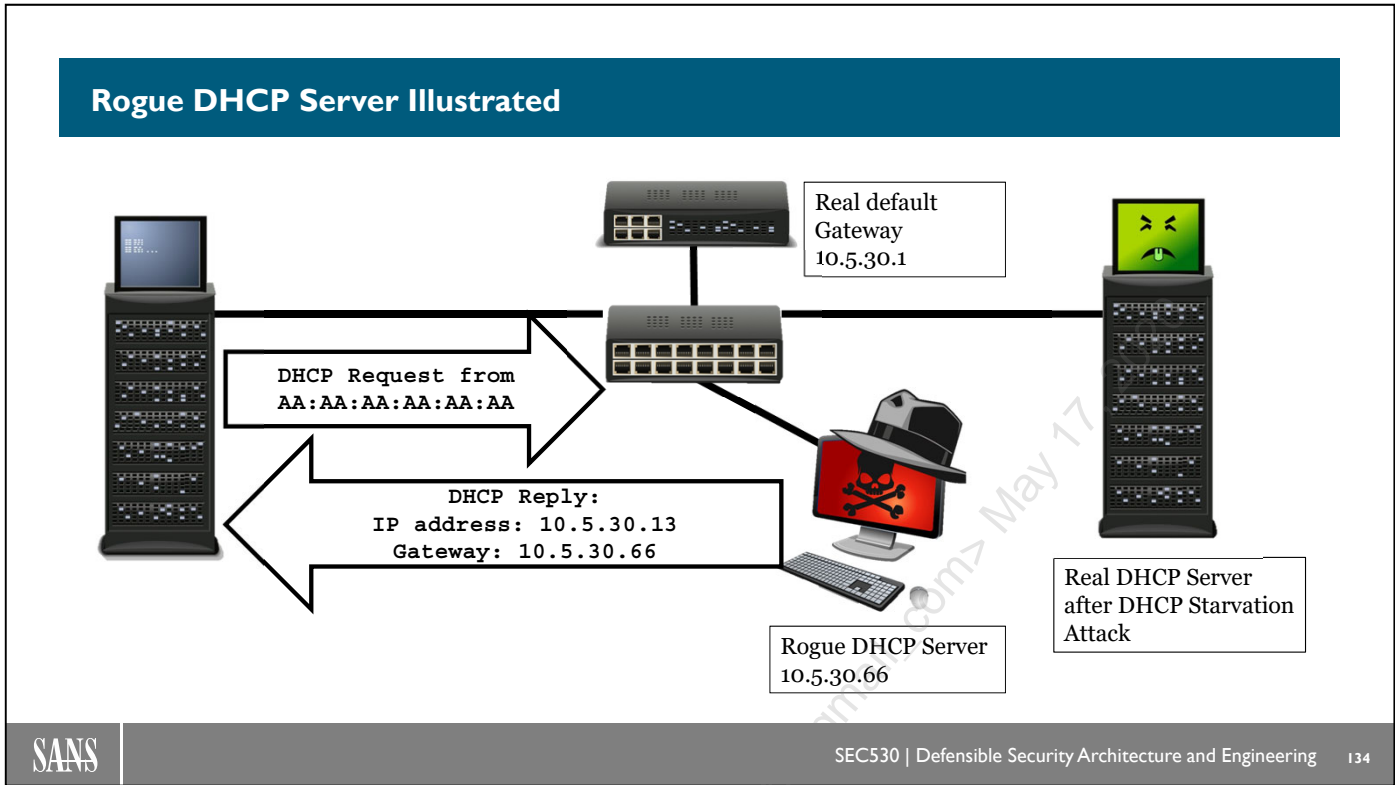 Rogue DHCP Server Illustrated
Real default
Gateway
10.5.30.1
DHCP Request from
AA:AA:AA:AA:AA:AA
DHCP Reply:
IP address: 10.5.30.13
Gateway: 10.5.30.66
Rogue DHCP Server
10.5.30.66
Real DHCP Server
after DHCP Starvation
Attack
SANS
SEC530 | Defensible Security Architecture and Engineering 134